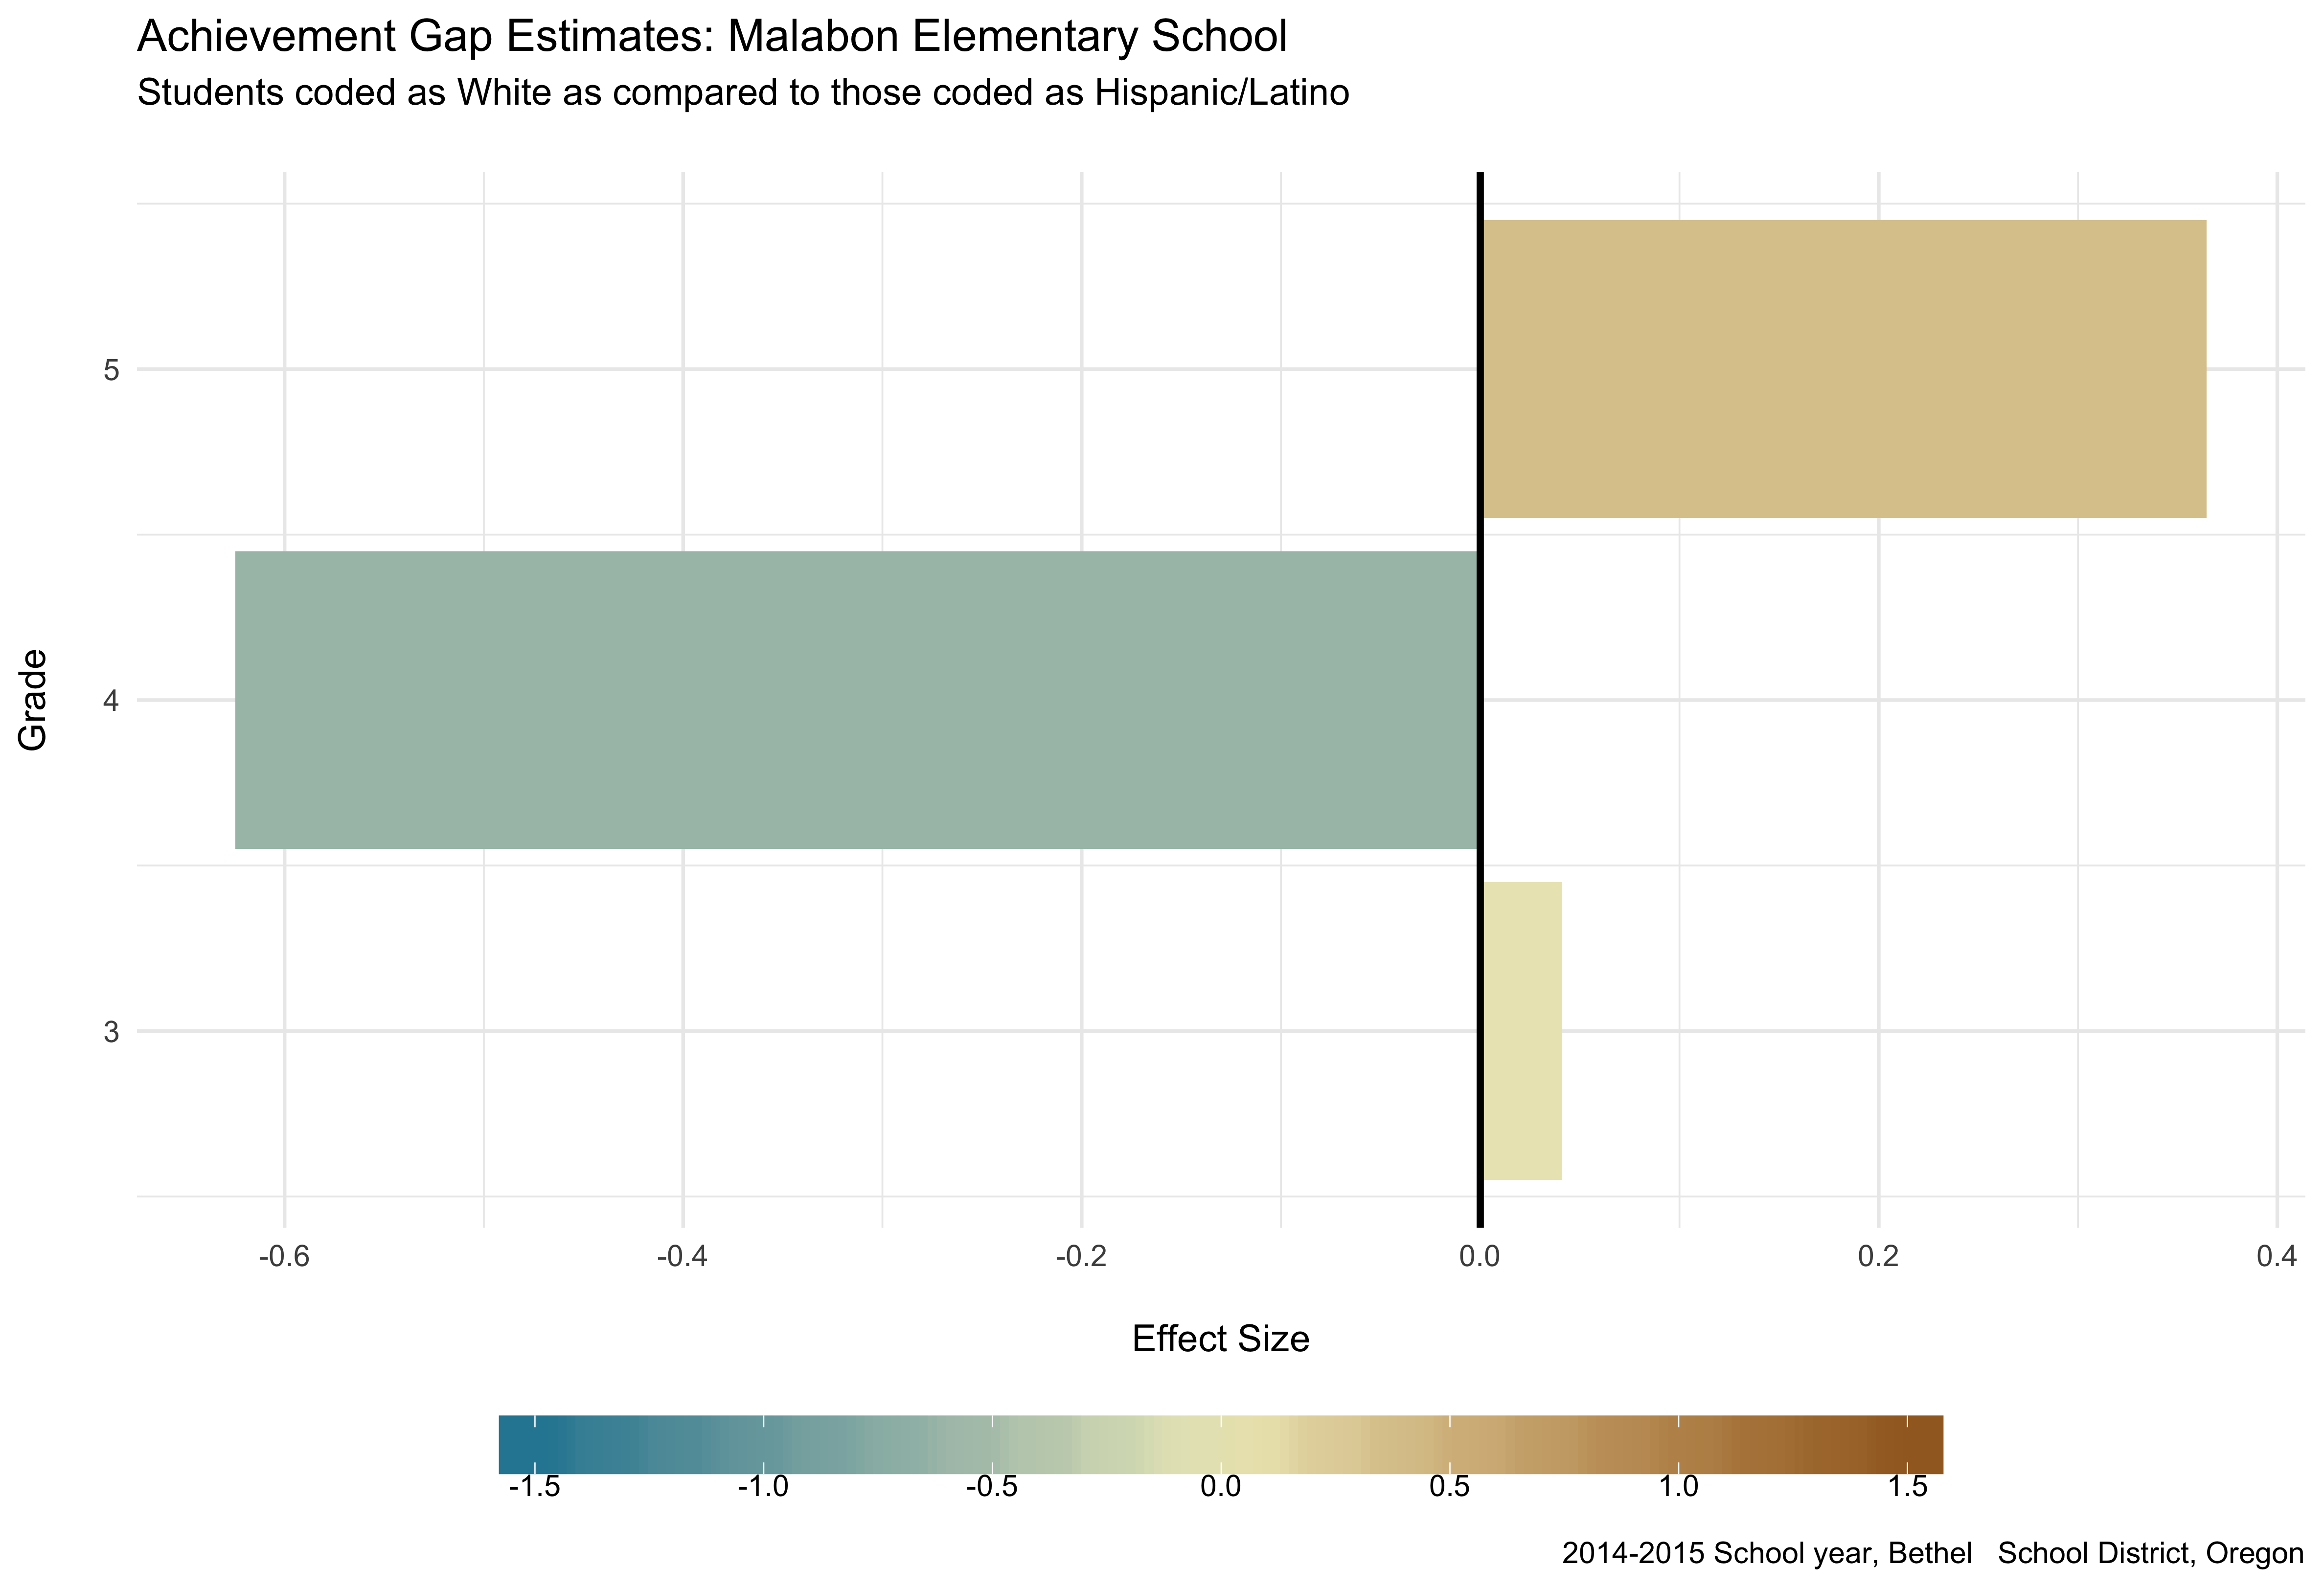 Achievement Gap Estimates: Malabon Elementary School
Students coded as White as compared to those coded as Hispanic/Latino
5
4
3
Grade
-0.6 -0.4 -0.2 0.0 0.2 0.4
Effect Size
-1.5 -1.0 -0.5 0.0 0.5 1.0 1.5
2014-2015 School year, Bethel   School District, Oregon